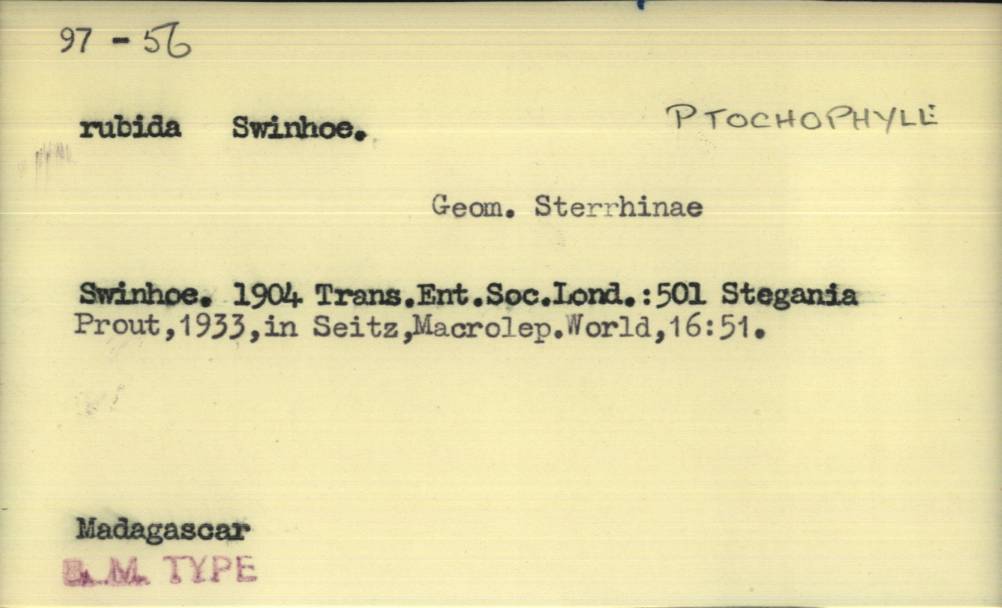 97 - 56
rubida Swinhoe. PTOCHOPHYLLE
Geom. Sterrhinae
Swinhoe. 1904 Trans.Ent.Soc.Lond.:501 Stegania
Prout,1933,in Seitz,Macrolep.World,16:51.
Madagascar
B. M. TYPE